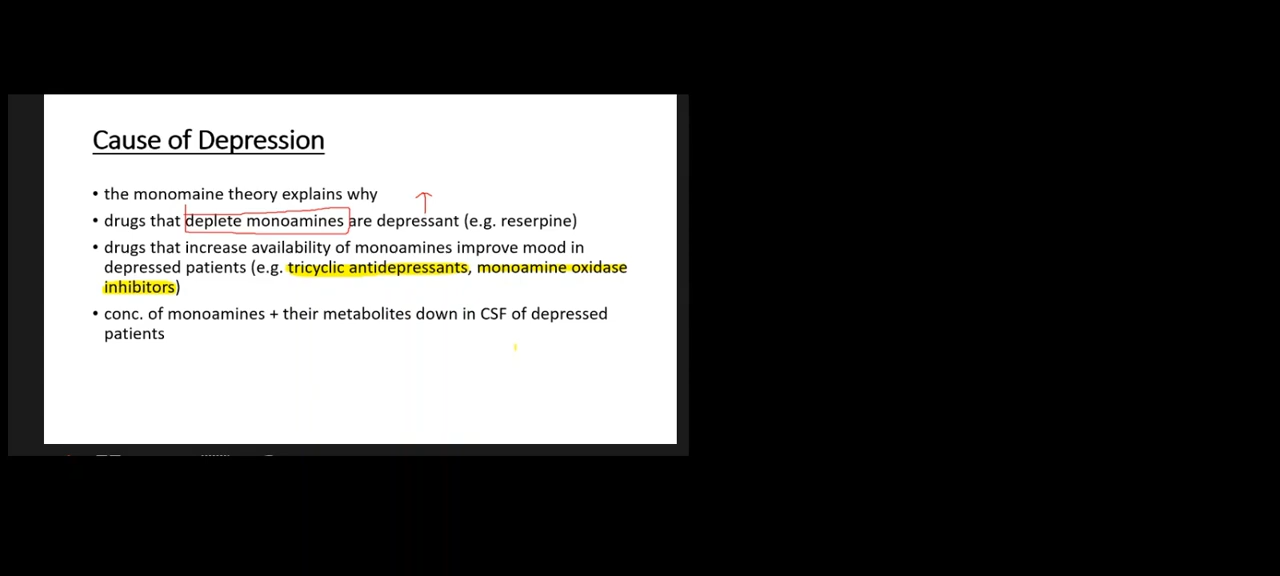 Cause of Depression
• the monomaine theory explains why
• drugs that deplete monoamines are depressant (e.g. reserpine)
• drugs that increase availability of monoamines improve mood in
depressed patients (e.g. tricyclic antidepressants, monoamine oxidase
inhibitors)
• conc. of monoamines + their metabolites down in CSF of depressed
patients